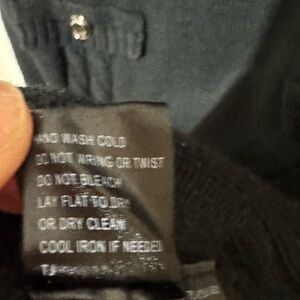 HAND WASH COLD
DO NOT WRING OR TWIST
DO NOT BLEACH
LAY FLAT TO DRY
OR DRY CLEAN
COOL IRON IF NEEDED